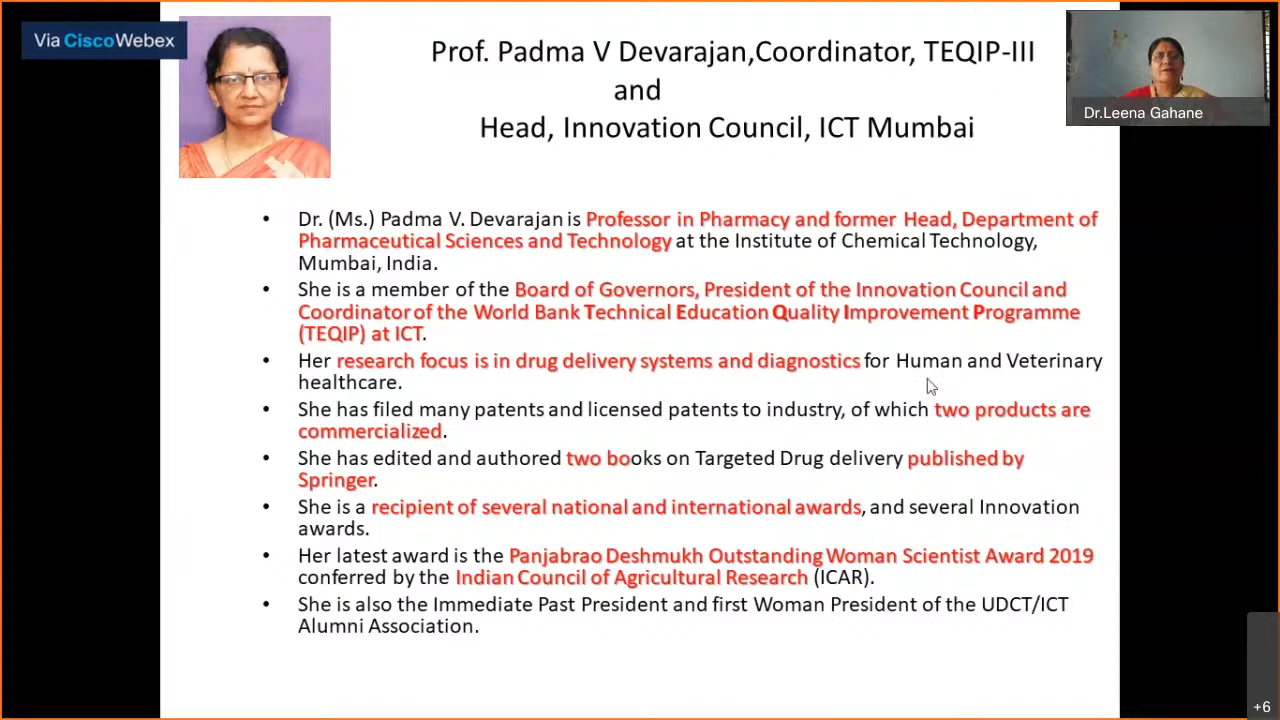 Via Cisco Webex
Prof. Padma V Devarajan,Coordinator, TEQIP-III
and
Head, Innovation Council, ICT Mumbai
Dr.Leena Gahane
• Dr. (Ms.) Padma V. Devarajan is Professor in Pharmacy and former Head, Department of
Pharmaceutical Sciences and Technology at the Institute of Chemical Technology,
Mumbai, India.
• She is a member of the Board of Governors, President of the Innovation Council and
Coordinator of the World Bank Technical Education Quality Improvement Programme
(TEQIP) at ICT.
• Her research focus is in drug delivery systems and diagnostics for Human and Veterinary
healthcare.
• She has filed many patents and licensed patents to industry, of which two products are
commercialized.
• She has edited and authored two books on Targeted Drug delivery published by
Springer.
• She is a recipient of several national and international awards, and several Innovation
awards.
• Her latest award is the Panjabrao Deshmukh Outstanding Woman Scientist Award 2019
conferred by the Indian Council of Agricultural Research (ICAR).
• She is also the Immediate Past President and first Woman President of the UDCT/ICT
Alumni Association.
+6